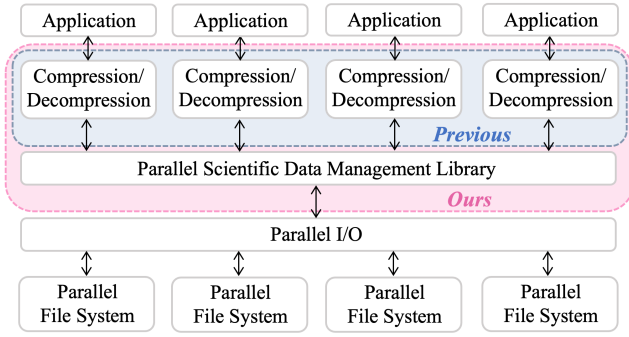 Application Application Application Application
Compression/ Compression/ Compression/ Compression/
Decompression Decompression Decompression Decompression
Previous
Parallel Scientific Data Management Library
Ours
Parallel I/O
Parallel Parallel Parallel Parallel
File System File System File System File System